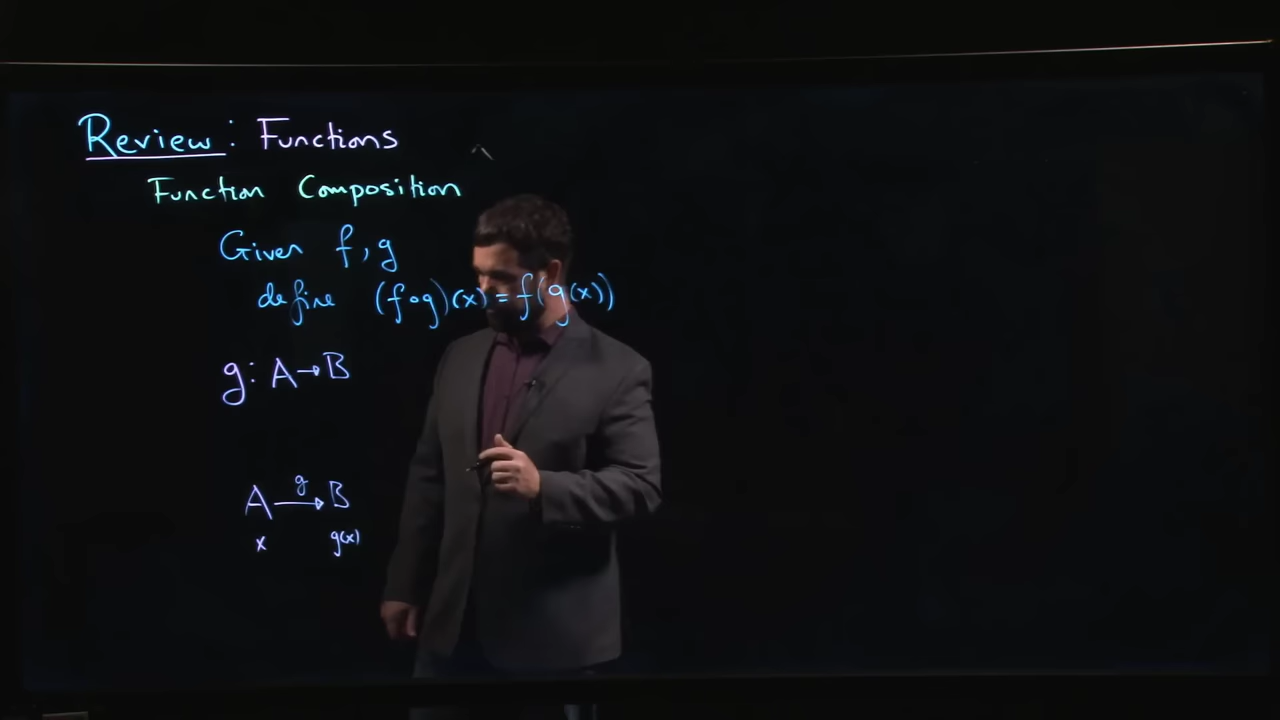 Review: Functions
Function Composition
Given f, g
define (f∘g)(x) = f(g(x))
g: A→B
A —g→ B
x g(x)